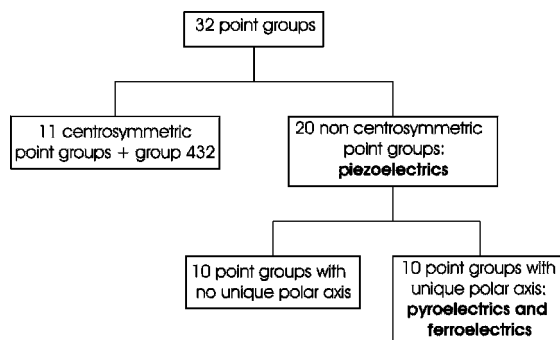 32 point groups
11 centrosymmetric
point groups + group 432
20 non centrosymmetric
point groups:
piezoelectrics
10 point groups with
no unique polar axis
10 point groups with
unique polar axis:
pyroelectrics and
ferroelectrics